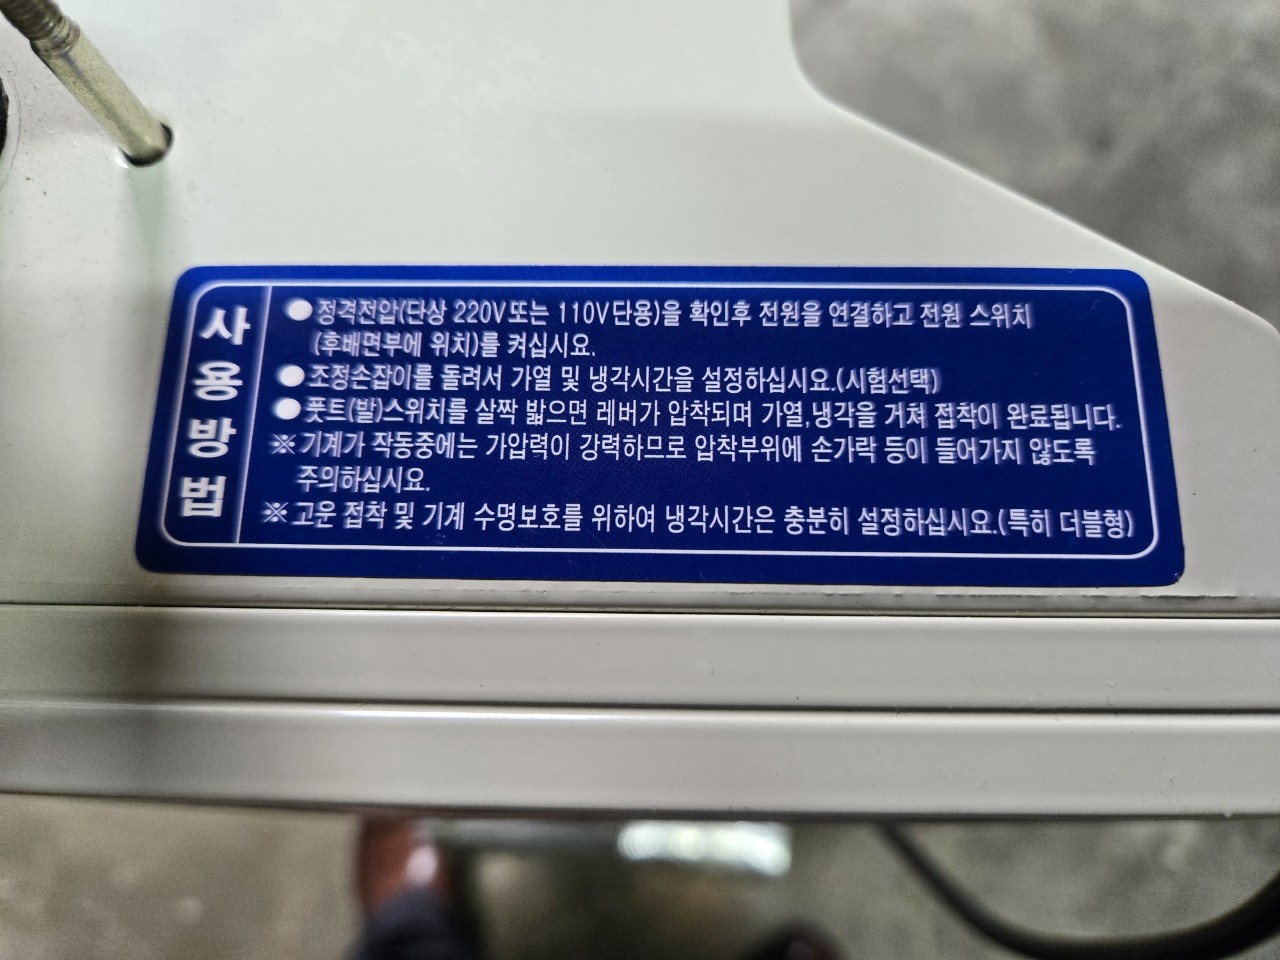 사용방법
● 정격전압(단상 220V또는 110V단용)을 확인후 전원을 연결하고 전원 스위치
(후배면부에 위치)를 켜십시요.
● 조정손잡이를 돌려서 가열 및 냉각시간을 설정하십시요.(시험선택)
● 풋트(발)스위치를 살짝 밟으면 레버가 압착되며 가열,냉각을 거쳐 접착이 완료됩니다.
※ 기계가 작동중에는 가압력이 강력하므로 압착부위에 손가락 등이 들어가지 않도록
주의하십시요.
※ 고운 접착 및 기계 수명보호를 위하여 냉각시간은 충분히 설정하십시요.(특히 더블형)